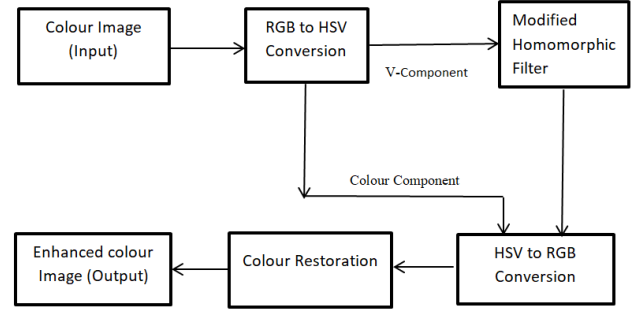 Colour Image
(Input)
RGB to HSV
Conversion
V-Component
Modified
Homomorphic
Filter
Colour Component
Enhanced colour
Image (Output)
Colour Restoration
HSV to RGB
Conversion